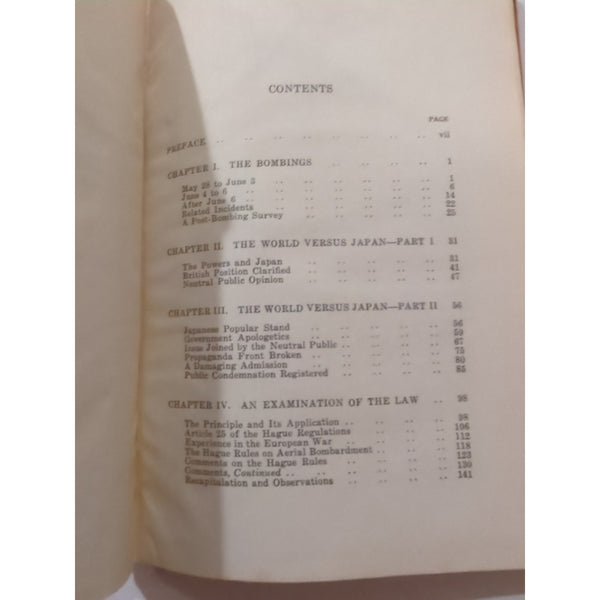 CONTENTS
PAGE
PREFACE .. .. .. .. .. .. .. .. vii
CHAPTER I. THE BOMBINGS .. .. .. .. 1
May 28 to June 3 .. .. .. .. .. .. 1
June 4 to 6 .. .. .. .. .. .. 6
After June 6 .. .. .. .. .. .. 14
Related Incidents .. .. .. .. .. .. 22
A Post-Bombing Survey .. .. .. .. .. 25
CHAPTER II. THE WORLD VERSUS JAPAN—PART I 31
The Powers and Japan .. .. .. .. .. 31
British Position Clarified .. .. .. .. .. 41
Neutral Public Opinion .. .. .. .. .. 47
CHAPTER III. THE WORLD VERSUS JAPAN—PART II 56
Japanese Popular Stand .. .. .. .. .. 56
Government Apologetics .. .. .. .. .. 59
Issue Joined by the Neutral Public .. .. .. .. 67
Propaganda Front Broken .. .. .. .. .. 75
A Damaging Admission .. .. .. .. .. 80
Public Condemnation Registered .. .. .. .. 85
CHAPTER IV. AN EXAMINATION OF THE LAW .. 98
The Principle and Its Application .. .. .. .. 98
Article 25 of the Hague Regulations .. .. .. 106
Experience in the European War .. .. .. .. 112
The Hague Rules on Aerial Bombardment .. .. .. 118
Comments on the Hague Rules .. .. .. .. 123
Comments, Continued .. .. .. .. .. .. 130
Recapitulation and Observations .. .. .. .. 141